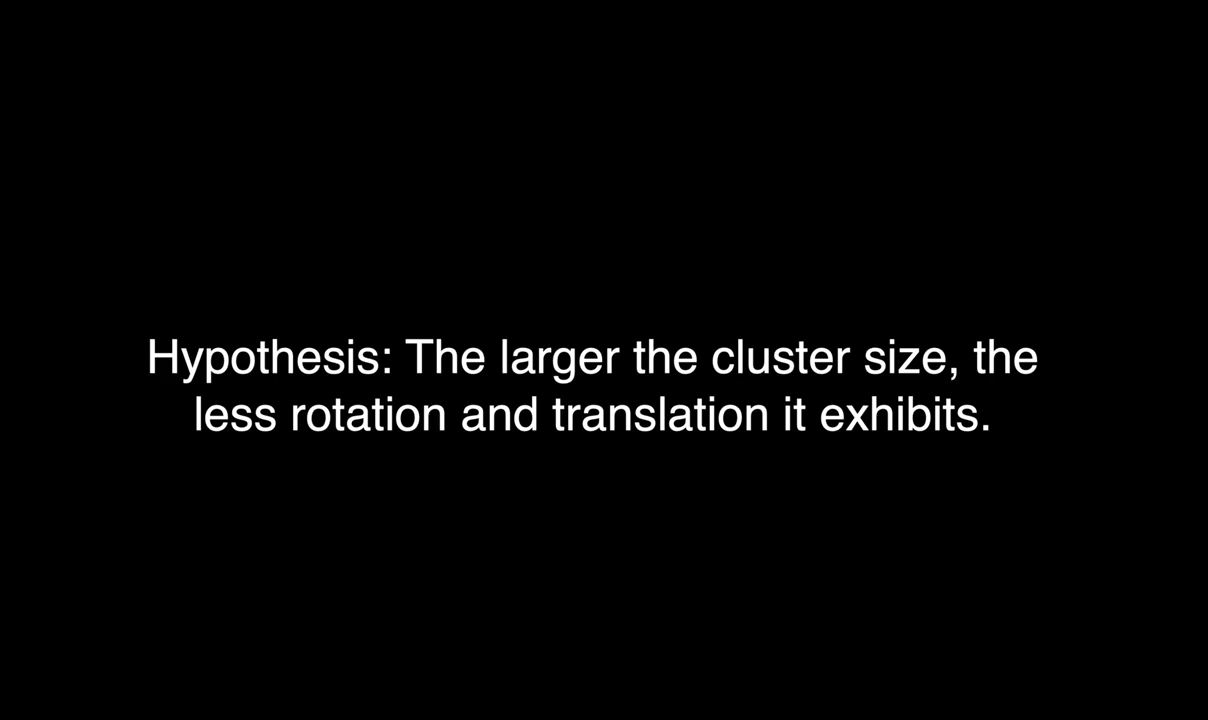 Hypothesis: The larger the cluster size, the
less rotation and translation it exhibits.